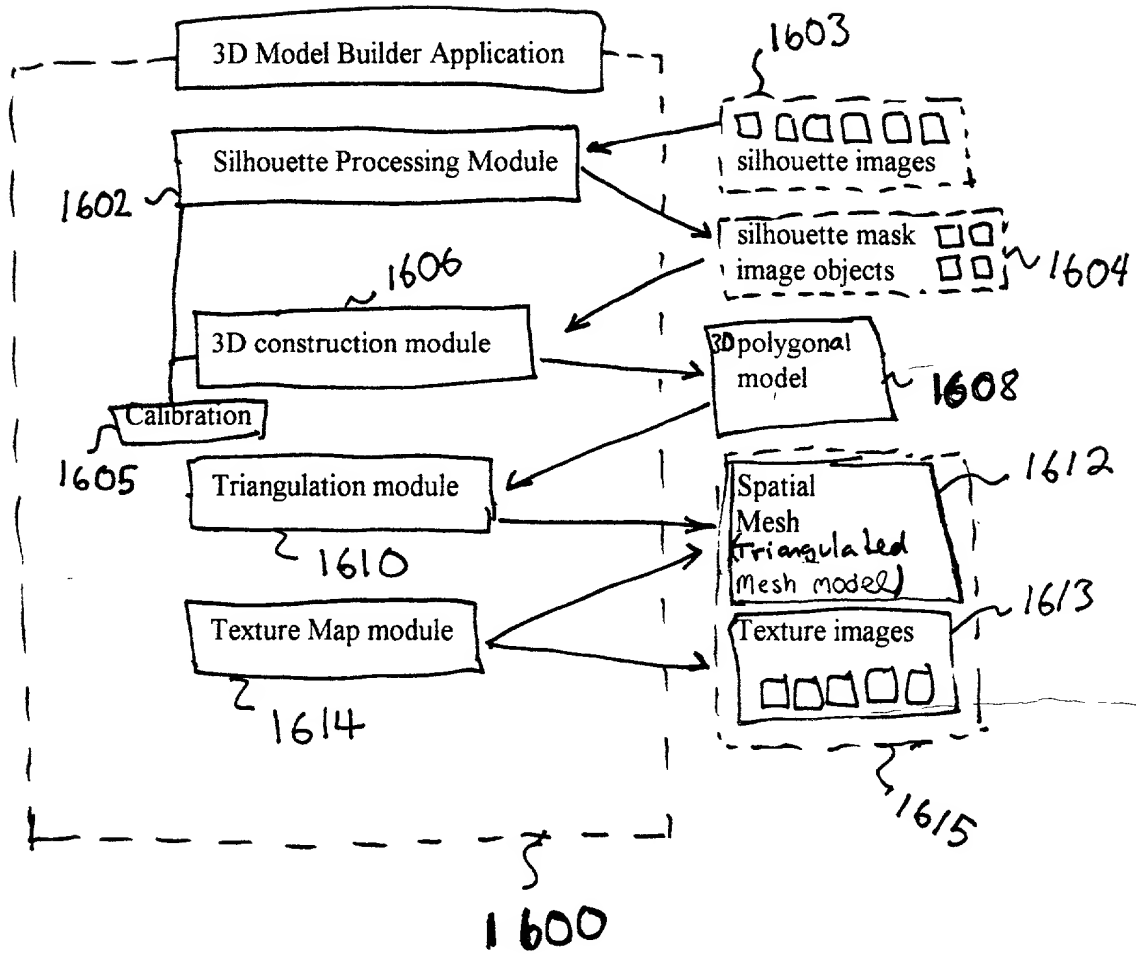 1603
3D Model Builder Application
silhouette images
Silhouette Processing Module
1602
silhouette mask
image objects
1604
1606
3D construction module
3D polygonal
model
1608
Calibration
1605
Triangulation module
1610
1612
Spatial
Mesh
(Triangulated
Mesh model)
1613
Texture Map module
Texture images
1614
1615
1600